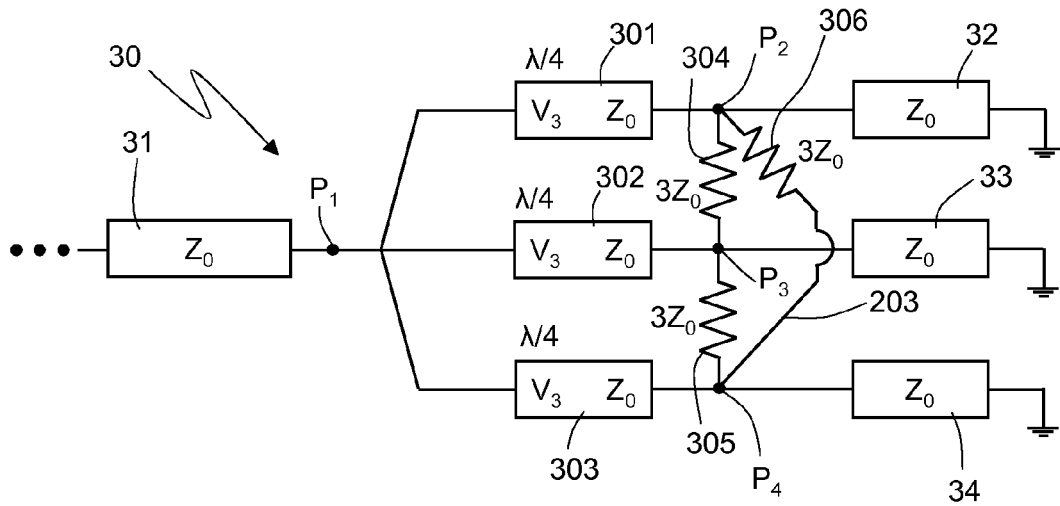 30
31
Z₀
P₁
λ/4
301
V₃ Z₀
304
P₂
306
3Z₀
32
Z₀
λ/4
302
V₃ Z₀
3Z₀
P₃
33
Z₀
203
λ/4
V₃ Z₀
303
3Z₀
305
P₄
Z₀
34